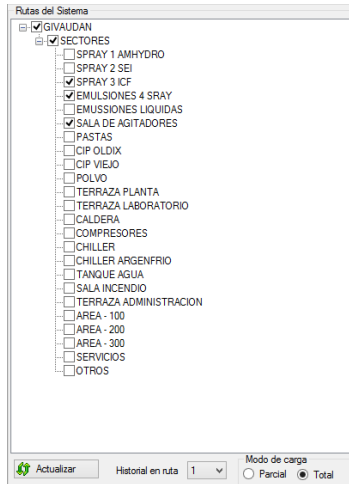 Rutas del Sistema
GIVAUDAN
SECTORES
SPRAY 1 AMHYDRO
SPRAY 2 SEI
SPRAY 3 ICF
EMULSIONES 4 SRAY
EMUSSIONES LIQUIDAS
SALA DE AGITADORES
PASTAS
CIP OLDIX
CIP VIEJO
POLVO
TERRAZA PLANTA
TERRAZA LABORATORIO
CALDERA
COMPRESORES
CHILLER
CHILLER ARGENFRIO
TANQUE AGUA
SALA INCENDIO
TERRAZA ADMINISTRACION
AREA - 100
AREA - 200
AREA - 300
SERVICIOS
OTROS
Modo de carga
Actualizar Historial en ruta 1 Parcial Total